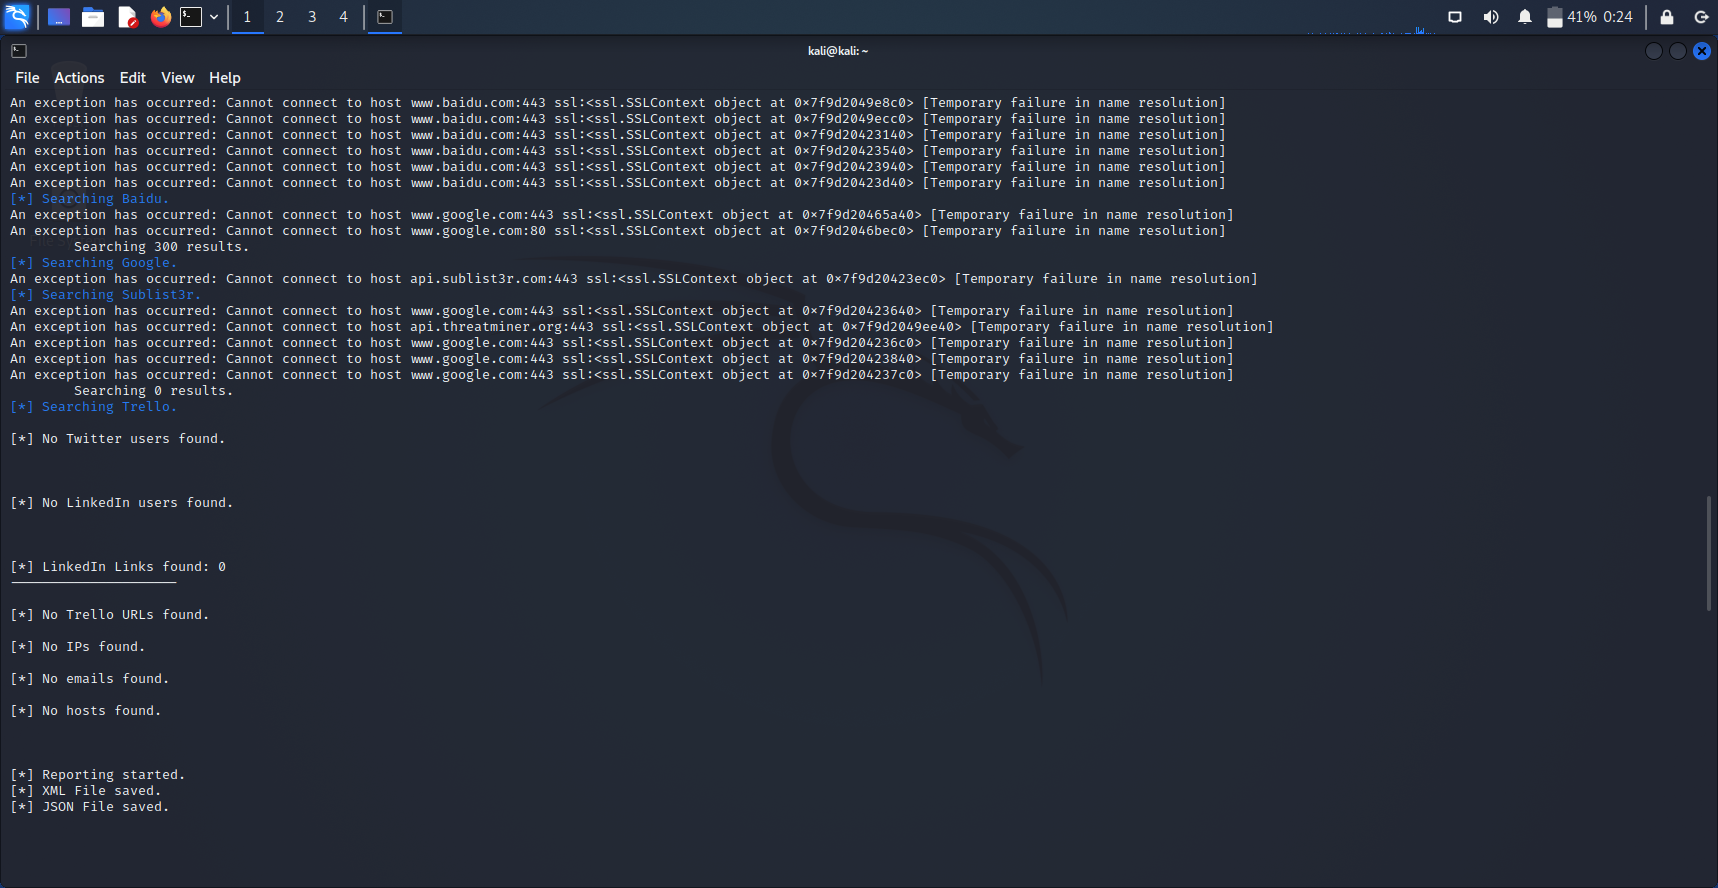 1 2 3 4 41% 0:24
kali@kali: ~
File Actions Edit View Help
An exception has occurred: Cannot connect to host www.baidu.com:443 ssl:<ssl.SSLContext object at 0×7f9d2049e8c0> [Temporary failure in name resolution]
An exception has occurred: Cannot connect to host www.baidu.com:443 ssl:<ssl.SSLContext object at 0×7f9d2049ecc0> [Temporary failure in name resolution]
An exception has occurred: Cannot connect to host www.baidu.com:443 ssl:<ssl.SSLContext object at 0×7f9d20423140> [Temporary failure in name resolution]
An exception has occurred: Cannot connect to host www.baidu.com:443 ssl:<ssl.SSLContext object at 0×7f9d20423540> [Temporary failure in name resolution]
An exception has occurred: Cannot connect to host www.baidu.com:443 ssl:<ssl.SSLContext object at 0×7f9d20423940> [Temporary failure in name resolution]
An exception has occurred: Cannot connect to host www.baidu.com:443 ssl:<ssl.SSLContext object at 0×7f9d20423d40> [Temporary failure in name resolution]
[*] Searching Baidu.
An exception has occurred: Cannot connect to host www.google.com:443 ssl:<ssl.SSLContext object at 0×7f9d20465a40> [Temporary failure in name resolution]
An exception has occurred: Cannot connect to host www.google.com:80 ssl:<ssl.SSLContext object at 0×7f9d2046bec0> [Temporary failure in name resolution]
Searching 300 results.
[*] Searching Google.
An exception has occurred: Cannot connect to host api.sublist3r.com:443 ssl:<ssl.SSLContext object at 0×7f9d20423ec0> [Temporary failure in name resolution]
[*] Searching Sublist3r.
An exception has occurred: Cannot connect to host www.google.com:443 ssl:<ssl.SSLContext object at 0×7f9d20423640> [Temporary failure in name resolution]
An exception has occurred: Cannot connect to host api.threatminer.org:443 ssl:<ssl.SSLContext object at 0×7f9d2049ee40> [Temporary failure in name resolution]
An exception has occurred: Cannot connect to host www.google.com:443 ssl:<ssl.SSLContext object at 0×7f9d204236c0> [Temporary failure in name resolution]
An exception has occurred: Cannot connect to host www.google.com:443 ssl:<ssl.SSLContext object at 0×7f9d20423840> [Temporary failure in name resolution]
An exception has occurred: Cannot connect to host www.google.com:443 ssl:<ssl.SSLContext object at 0×7f9d204237c0> [Temporary failure in name resolution]
Searching 0 results.
[*] Searching Trello.
[*] No Twitter users found.
[*] No LinkedIn users found.
[*] LinkedIn Links found: 0
[*] No Trello URLs found.
[*] No IPs found.
[*] No emails found.
[*] No hosts found.
[*] Reporting started.
[*] XML File saved.
[*] JSON File saved.